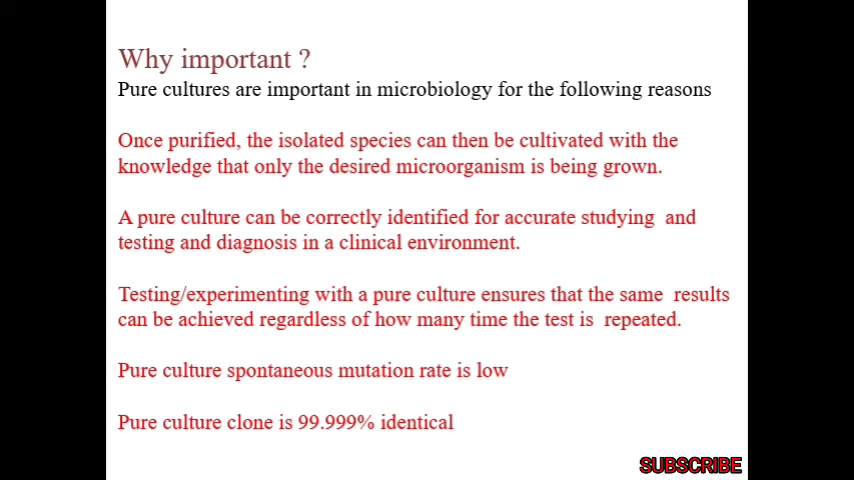 Why important ?
Pure cultures are important in microbiology for the following reasons
Once purified, the isolated species can then be cultivated with the
knowledge that only the desired microorganism is being grown.
A pure culture can be correctly identified for accurate studying and
testing and diagnosis in a clinical environment.
Testing/experimenting with a pure culture ensures that the same results
can be achieved regardless of how many time the test is repeated.
Pure culture spontaneous mutation rate is low
Pure culture clone is 99.999% identical
SUBSCRIBE